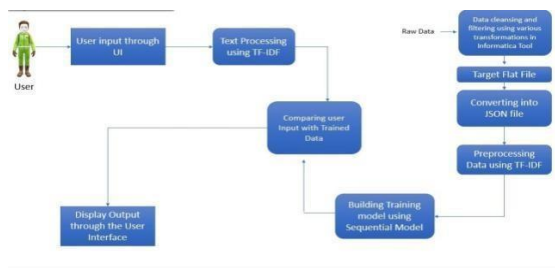 User
User input through
UI
Text Processing
using TF-IDF
Raw Data
Data cleansing and
filtering using various
transformations in
Informatica Tool
Target Flat File
Converting into
JSON file
Preprocessing
Data using TF-IDF
Building Training
model using
Sequential Model
Comparing user
Input with Trained
Data
Display Output
through the User
Interface